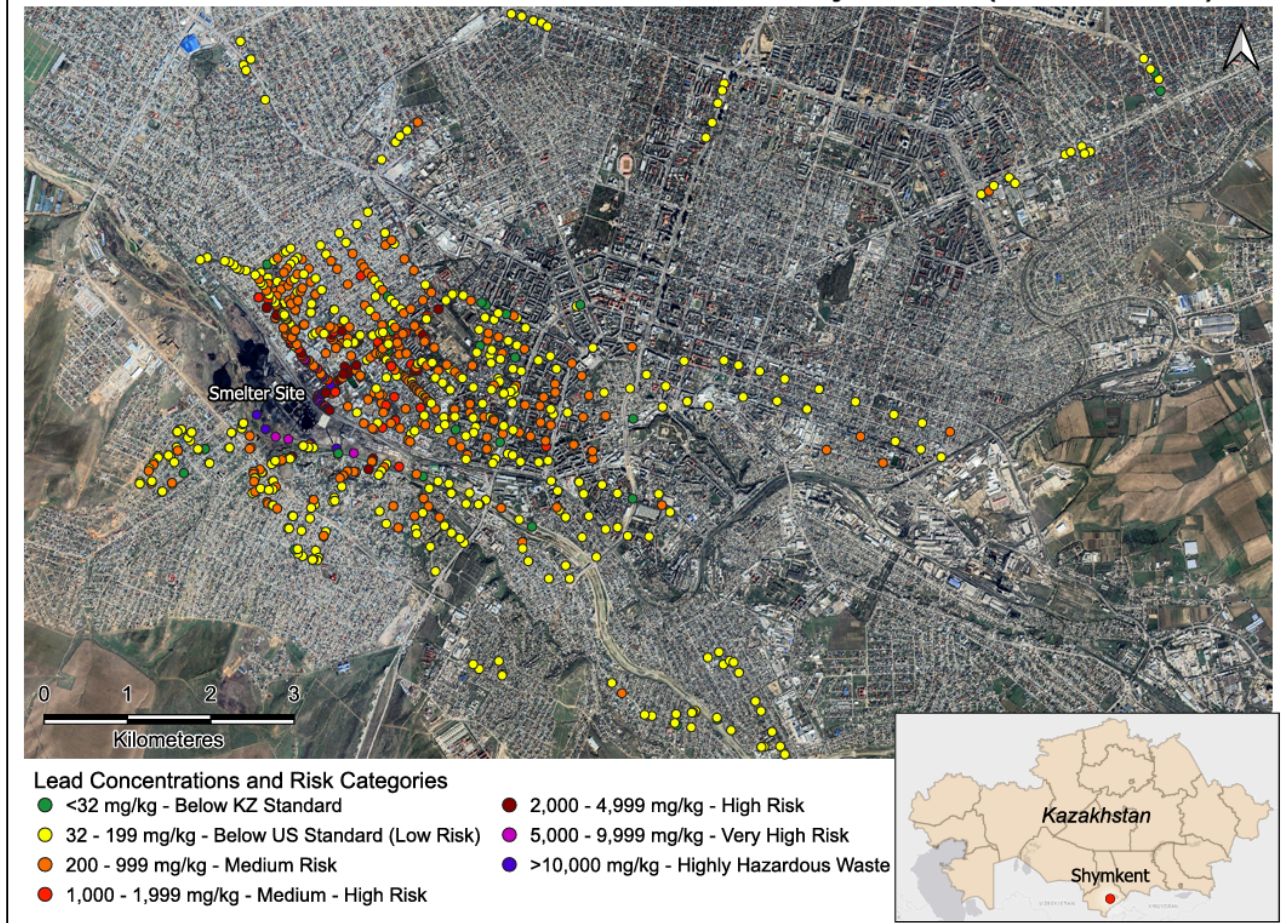 Smelter Site
0 1 2 3
Kilometeres
Lead Concentrations and Risk Categories
<32 mg/kg - Below KZ Standard
32 - 199 mg/kg - Below US Standard (Low Risk)
200 - 999 mg/kg - Medium Risk
1,000 - 1,999 mg/kg - Medium - High Risk
2,000 - 4,999 mg/kg - High Risk
5,000 - 9,999 mg/kg - Very High Risk
>10,000 mg/kg - Highly Hazardous Waste
Kazakhstan
Shymkent